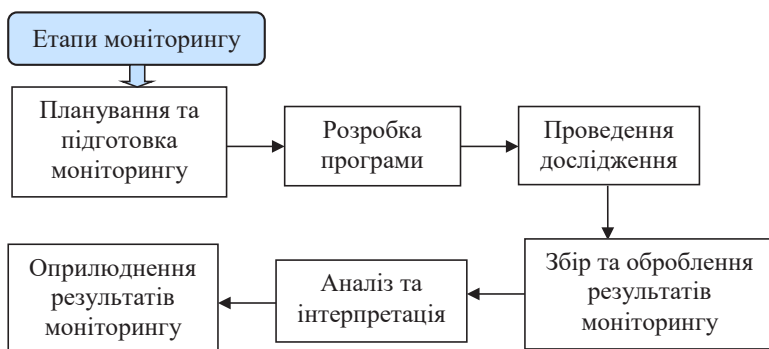 Етапи моніторингу
Планування та
підготовка
моніторингу
Розробка
програми
Проведення
дослідження
Збір та оброблення
результатів
моніторингу
Аналіз та
інтерпретація
Оприлюднення
результатів
моніторингу